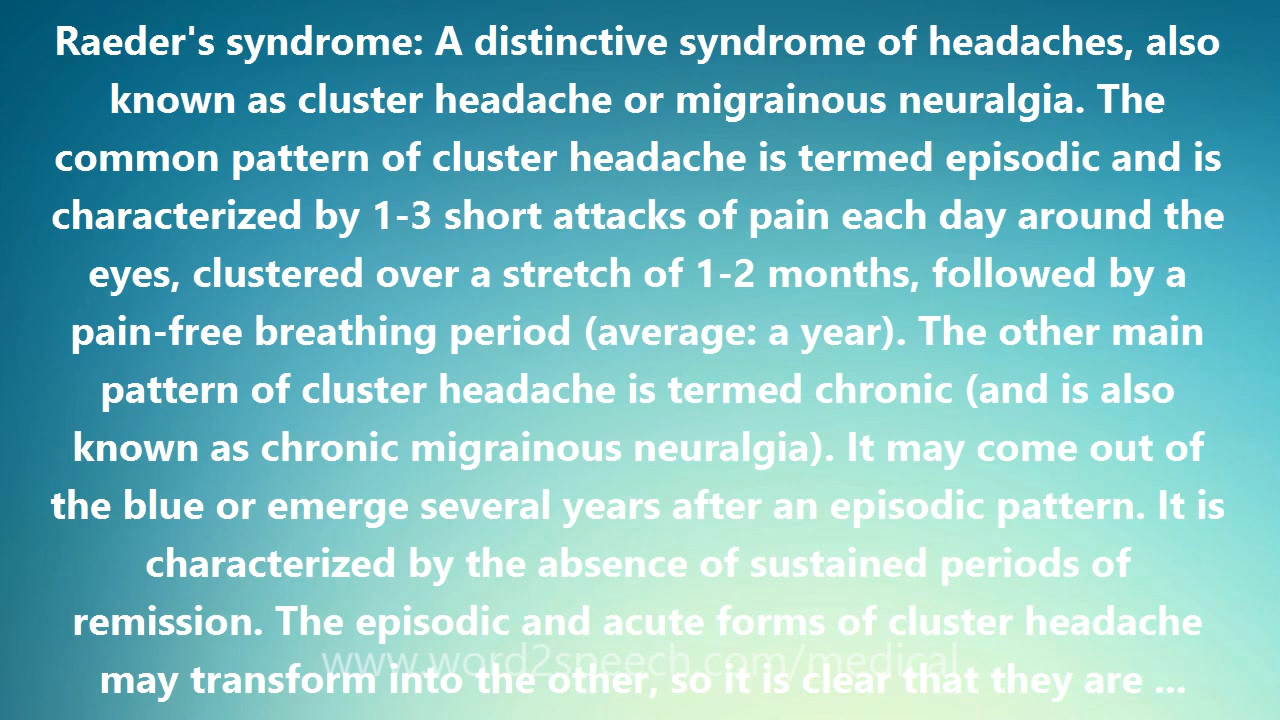 Raeder's syndrome: A distinctive syndrome of headaches, also
known as cluster headache or migrainous neuralgia. The
common pattern of cluster headache is termed episodic and is
characterized by 1-3 short attacks of pain each day around the
eyes, clustered over a stretch of 1-2 months, followed by a
pain-free breathing period (average: a year). The other main
pattern of cluster headache is termed chronic (and is also
known as chronic migrainous neuralgia). It may come out of
the blue or emerge several years after an episodic pattern. It is
characterized by the absence of sustained periods of
remission. The episodic and acute forms of cluster headache
www.word2speech.com/medical
may transform into the other, so it is clear that they are ...